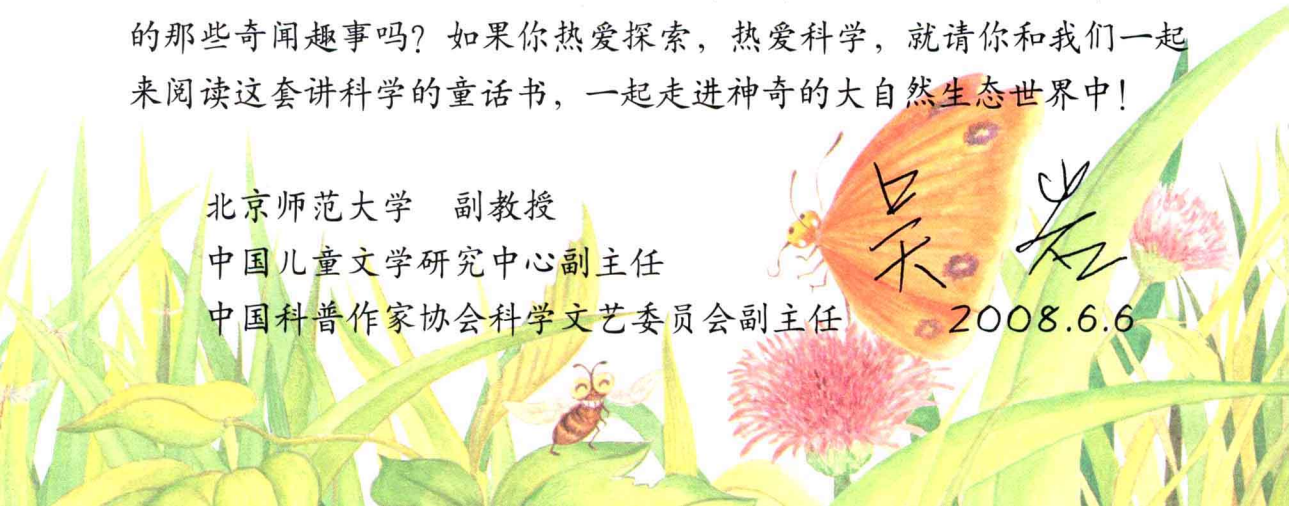 的那些奇闻趣事吗？如果你热爱探索，热爱科学，就请你和我们一起
来阅读这套讲科学的童话书，一起走进神奇的大自然生态世界中！
北京师范大学　副教授
中国儿童文学研究中心副主任
吴岩
中国科普作家协会科学文艺委员会副主任　2008.6.6